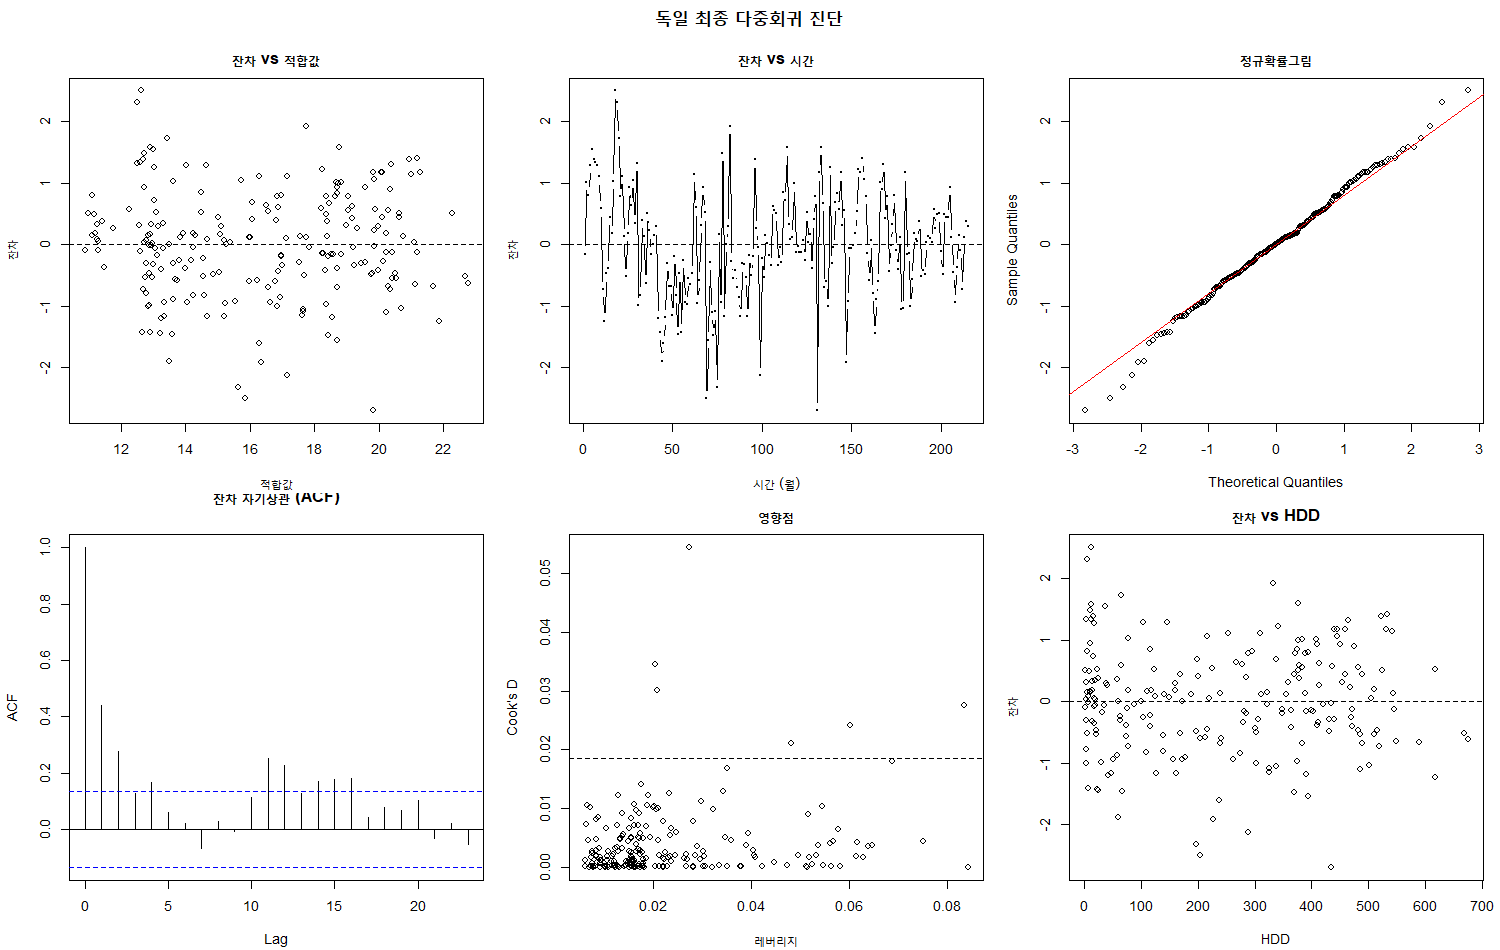 독일 최종 다중회귀 진단
잔차 vs 적합값
잔차
2
1
0
-1
-2
12 14 16 18 20 22
적합값
잔차 vs 시간
잔차
2
1
0
-1
-2
0 50 100 150 200
시간 (월)
정규확률그림
Sample Quantiles
2
1
0
-1
-2
-3 -2 -1 0 1 2 3
Theoretical Quantiles
잔차 자기상관 (ACF)
ACF
1.0
0.8
0.6
0.4
0.2
0.0
0 5 10 15 20
Lag
영향점
Cook's D
0.05
0.04
0.03
0.02
0.01
0.00
0.02 0.04 0.06 0.08
레버리지
잔차 vs HDD
잔차
2
1
0
-1
-2
0 100 200 300 400 500 600 700
HDD